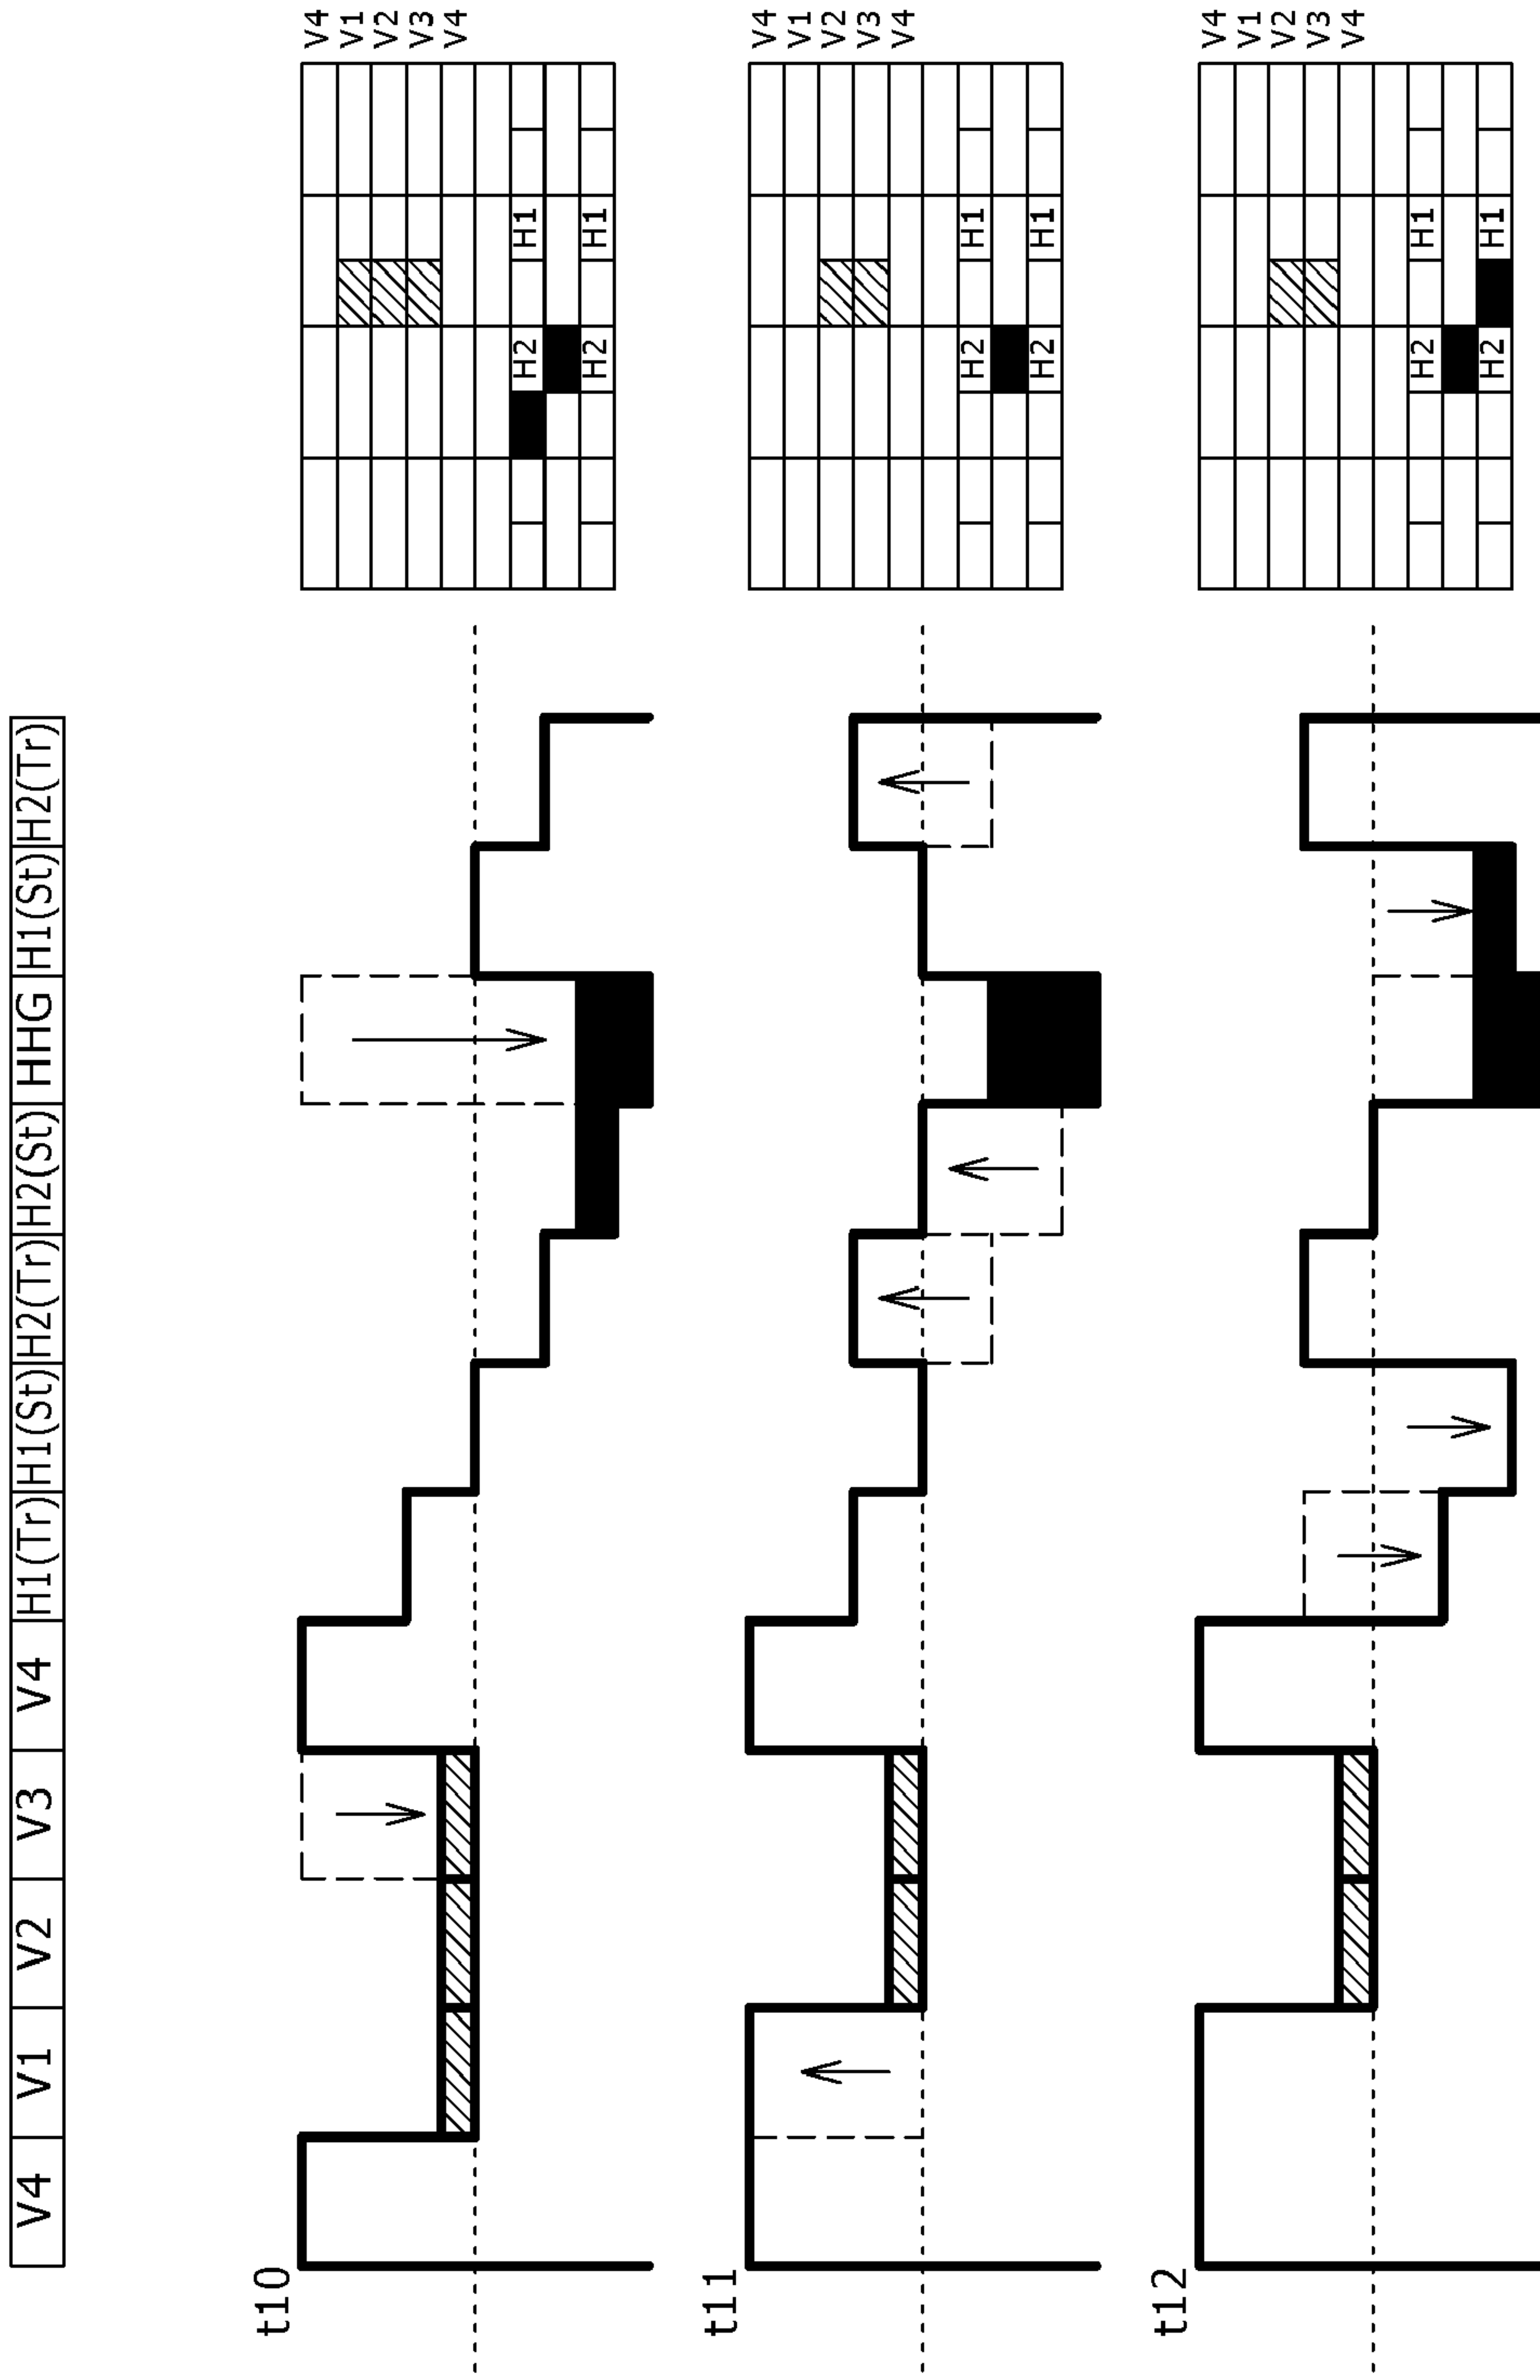 V4 V1 V2 V3 V4 H1(Tr) H1(St) H2(Tr) H2(St) HHG H1(St) H2(Tr)
t10
V4
V1
V2
V3
V4
H2 H1
H2 H1
t11
V4
V1
V2
V3
V4
H2 H1
H2 H1
t12
V4
V1
V2
V3
V4
H2 H1
H2 H1